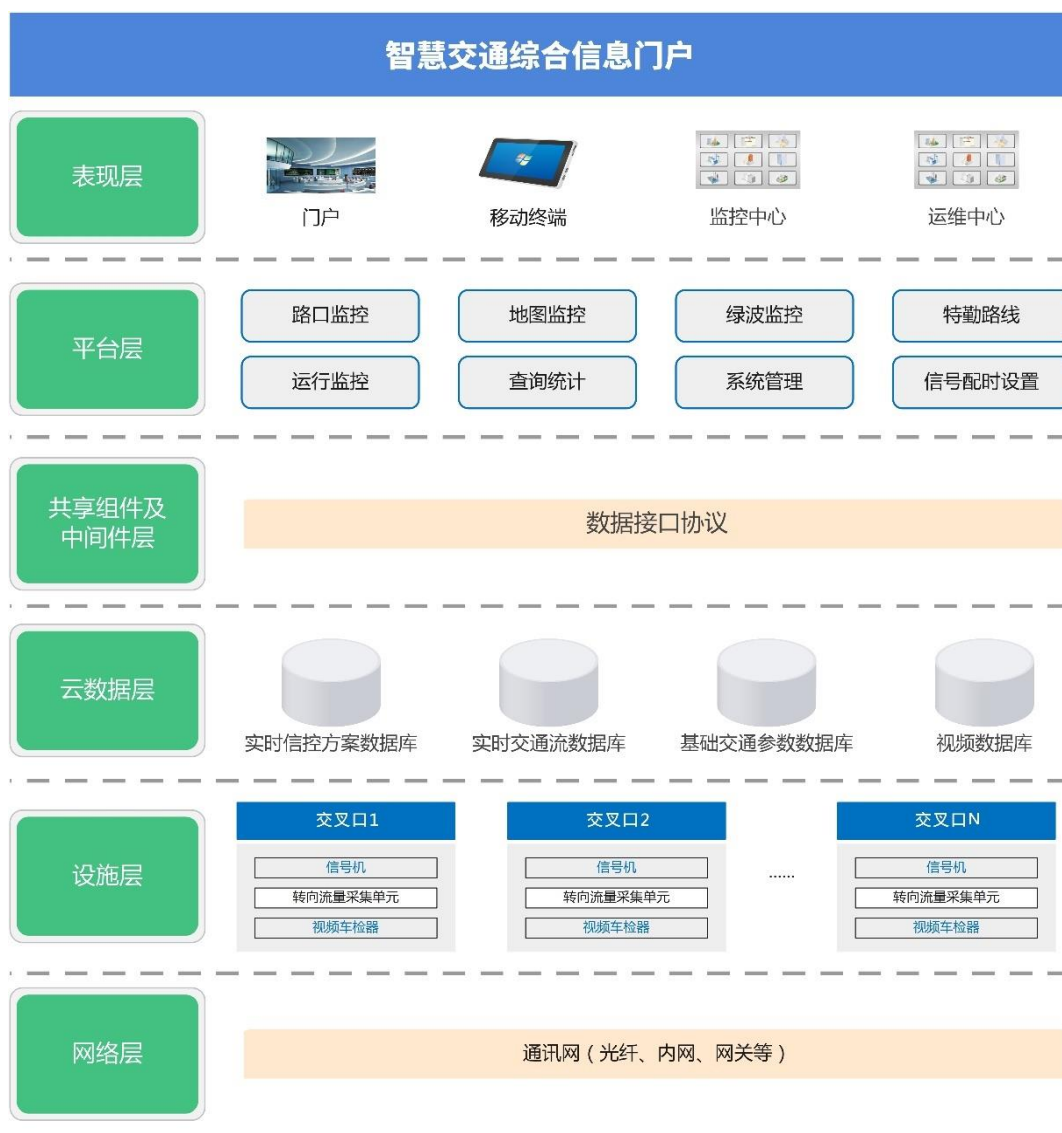 智慧交通综合信息门户
表现层
门户
移动终端
监控中心
运维中心
平台层
路口监控
地图监控
绿波监控
特勤路线
运行监控
查询统计
系统管理
信号配时设置
共享组件及
中间件层
数据接口协议
云数据层
实时信控方案数据库
实时交通流数据库
基础交通参数数据库
视频数据库
设施层
交叉口1
信号机
转向流量采集单元
视频车检器
交叉口2
信号机
转向流量采集单元
视频车检器
......
交叉口N
信号机
转向流量采集单元
视频车检器
网络层
通讯网（光纤、内网、网关等）